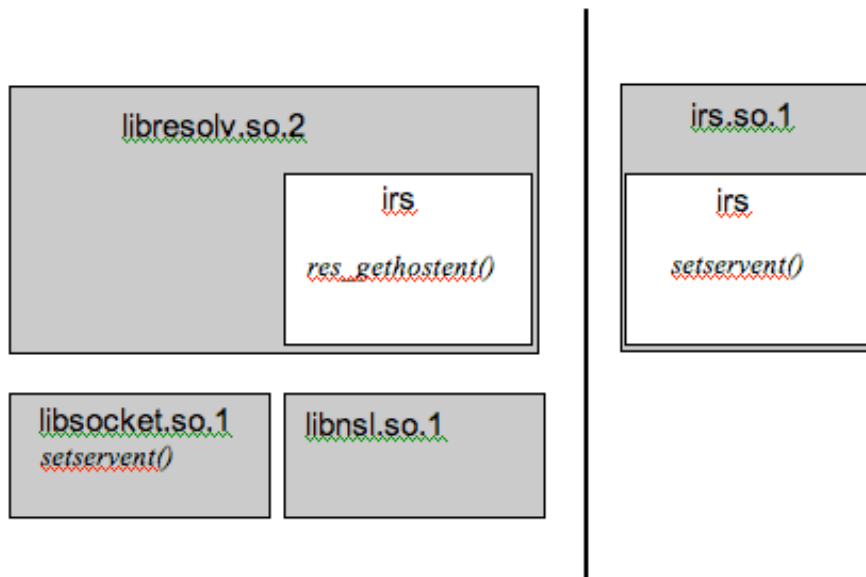 libresolv.so.2
irs
res_gethostent()
libsocket.so.1
setservent()
libnsl.so.1
irs.so.1
irs
setservent()